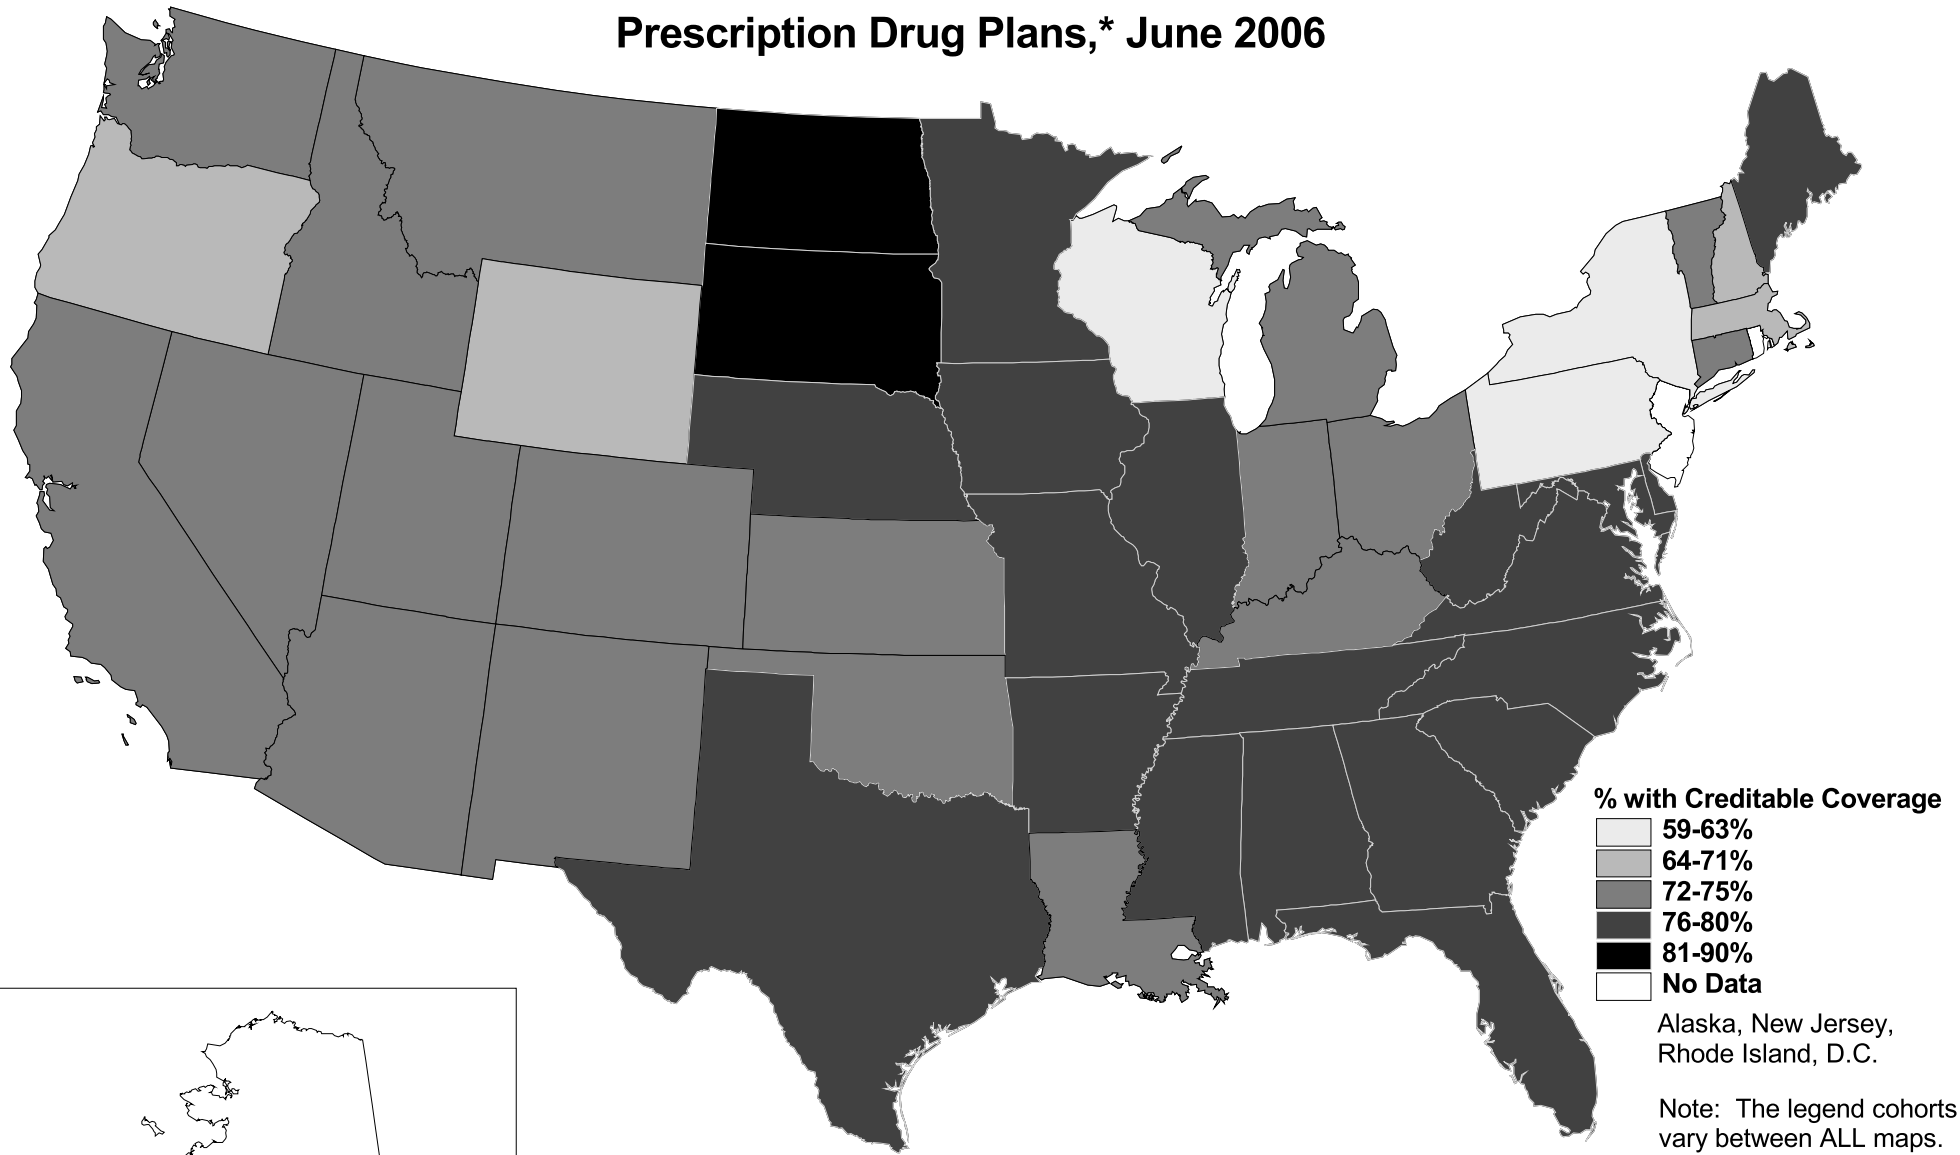 Prescription Drug Plans,* June 2006
% with Creditable Coverage
59-63%
64-71%
72-75%
76-80%
81-90%
No Data
Alaska, New Jersey,
Rhode Island, D.C.
Note: The legend cohorts
vary between ALL maps.